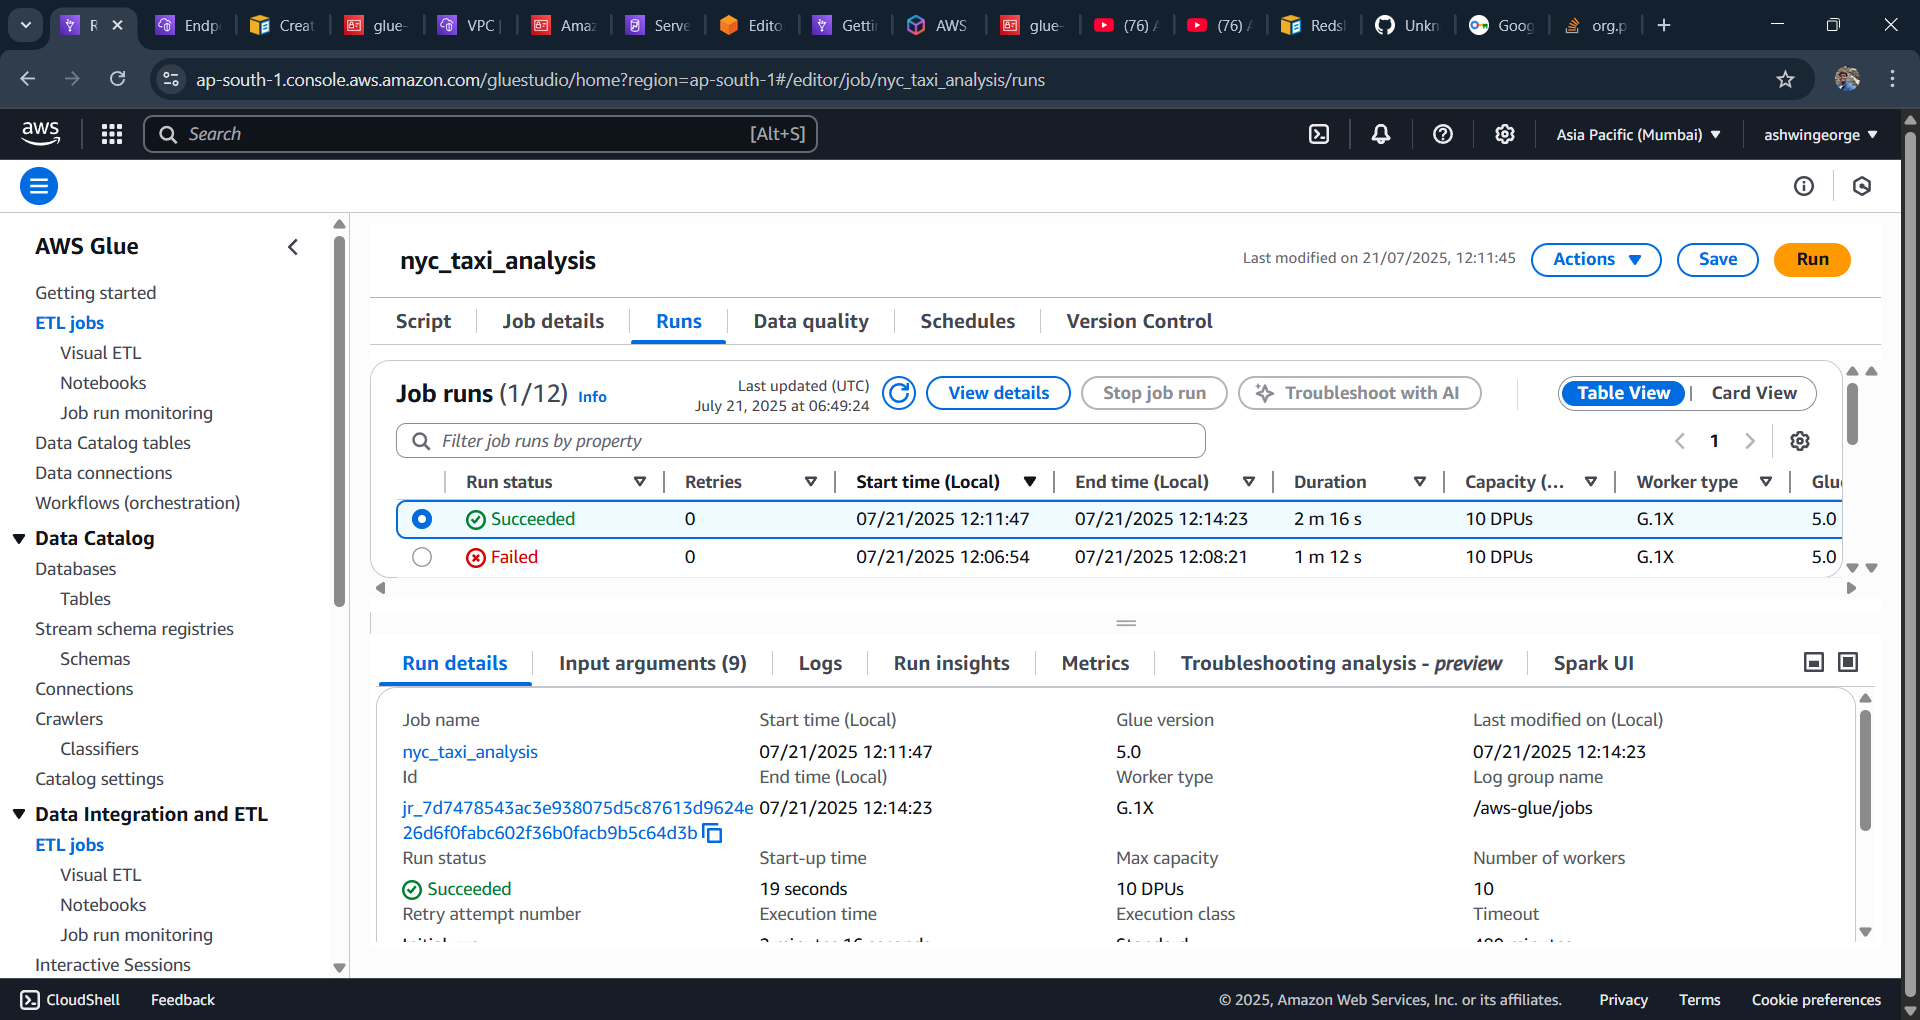 R
Endp
Creat
glue-
VPC |
Amaz
Serve
Edito
Getti
AWS
glue-
(76) A
(76) A
Redsh
Unkn
Goog
org.p
ap-south-1.console.aws.amazon.com/gluestudio/home?region=ap-south-1#/editor/job/nyc_taxi_analysis/runs
aws
Search
[Alt+S]
Asia Pacific (Mumbai)
ashwingeorge
AWS Glue
Getting started
ETL jobs
Visual ETL
Notebooks
Job run monitoring
Data Catalog tables
Data connections
Workflows (orchestration)
Data Catalog
Databases
Tables
Stream schema registries
Schemas
Connections
Crawlers
Classifiers
Catalog settings
Data Integration and ETL
ETL jobs
Visual ETL
Notebooks
Job run monitoring
Interactive Sessions
nyc_taxi_analysis
Last modified on 21/07/2025, 12:11:45
Actions
Save
Run
Script
Job details
Runs
Data quality
Schedules
Version Control
Job runs (1/12) Info
Last updated (UTC)
July 21, 2025 at 06:49:24
View details
Stop job run
Troubleshoot with AI
Table View | Card View
Filter job runs by property
1
Run status Retries Start time (Local) End time (Local) Duration Capacity (... Worker type Glu
Succeeded 0 07/21/2025 12:11:47 07/21/2025 12:14:23 2 m 16 s 10 DPUs G.1X 5.0
Failed 0 07/21/2025 12:06:54 07/21/2025 12:08:21 1 m 12 s 10 DPUs G.1X 5.0
Run details
Input arguments (9)
Logs
Run insights
Metrics
Troubleshooting analysis - preview
Spark UI
Job name Start time (Local) Glue version Last modified on (Local)
nyc_taxi_analysis 07/21/2025 12:11:47 5.0 07/21/2025 12:14:23
Id End time (Local) Worker type Log group name
jr_7d7478543ac3e938075d5c87613d9624e 07/21/2025 12:14:23 G.1X /aws-glue/jobs
26d6f0fabc602f36b0facb9b5c64d3b
Run status Start-up time Max capacity Number of workers
Succeeded 19 seconds 10 DPUs 10
Retry attempt number Execution time Execution class Timeout
CloudShell
Feedback
© 2025, Amazon Web Services, Inc. or its affiliates.
Privacy
Terms
Cookie preferences